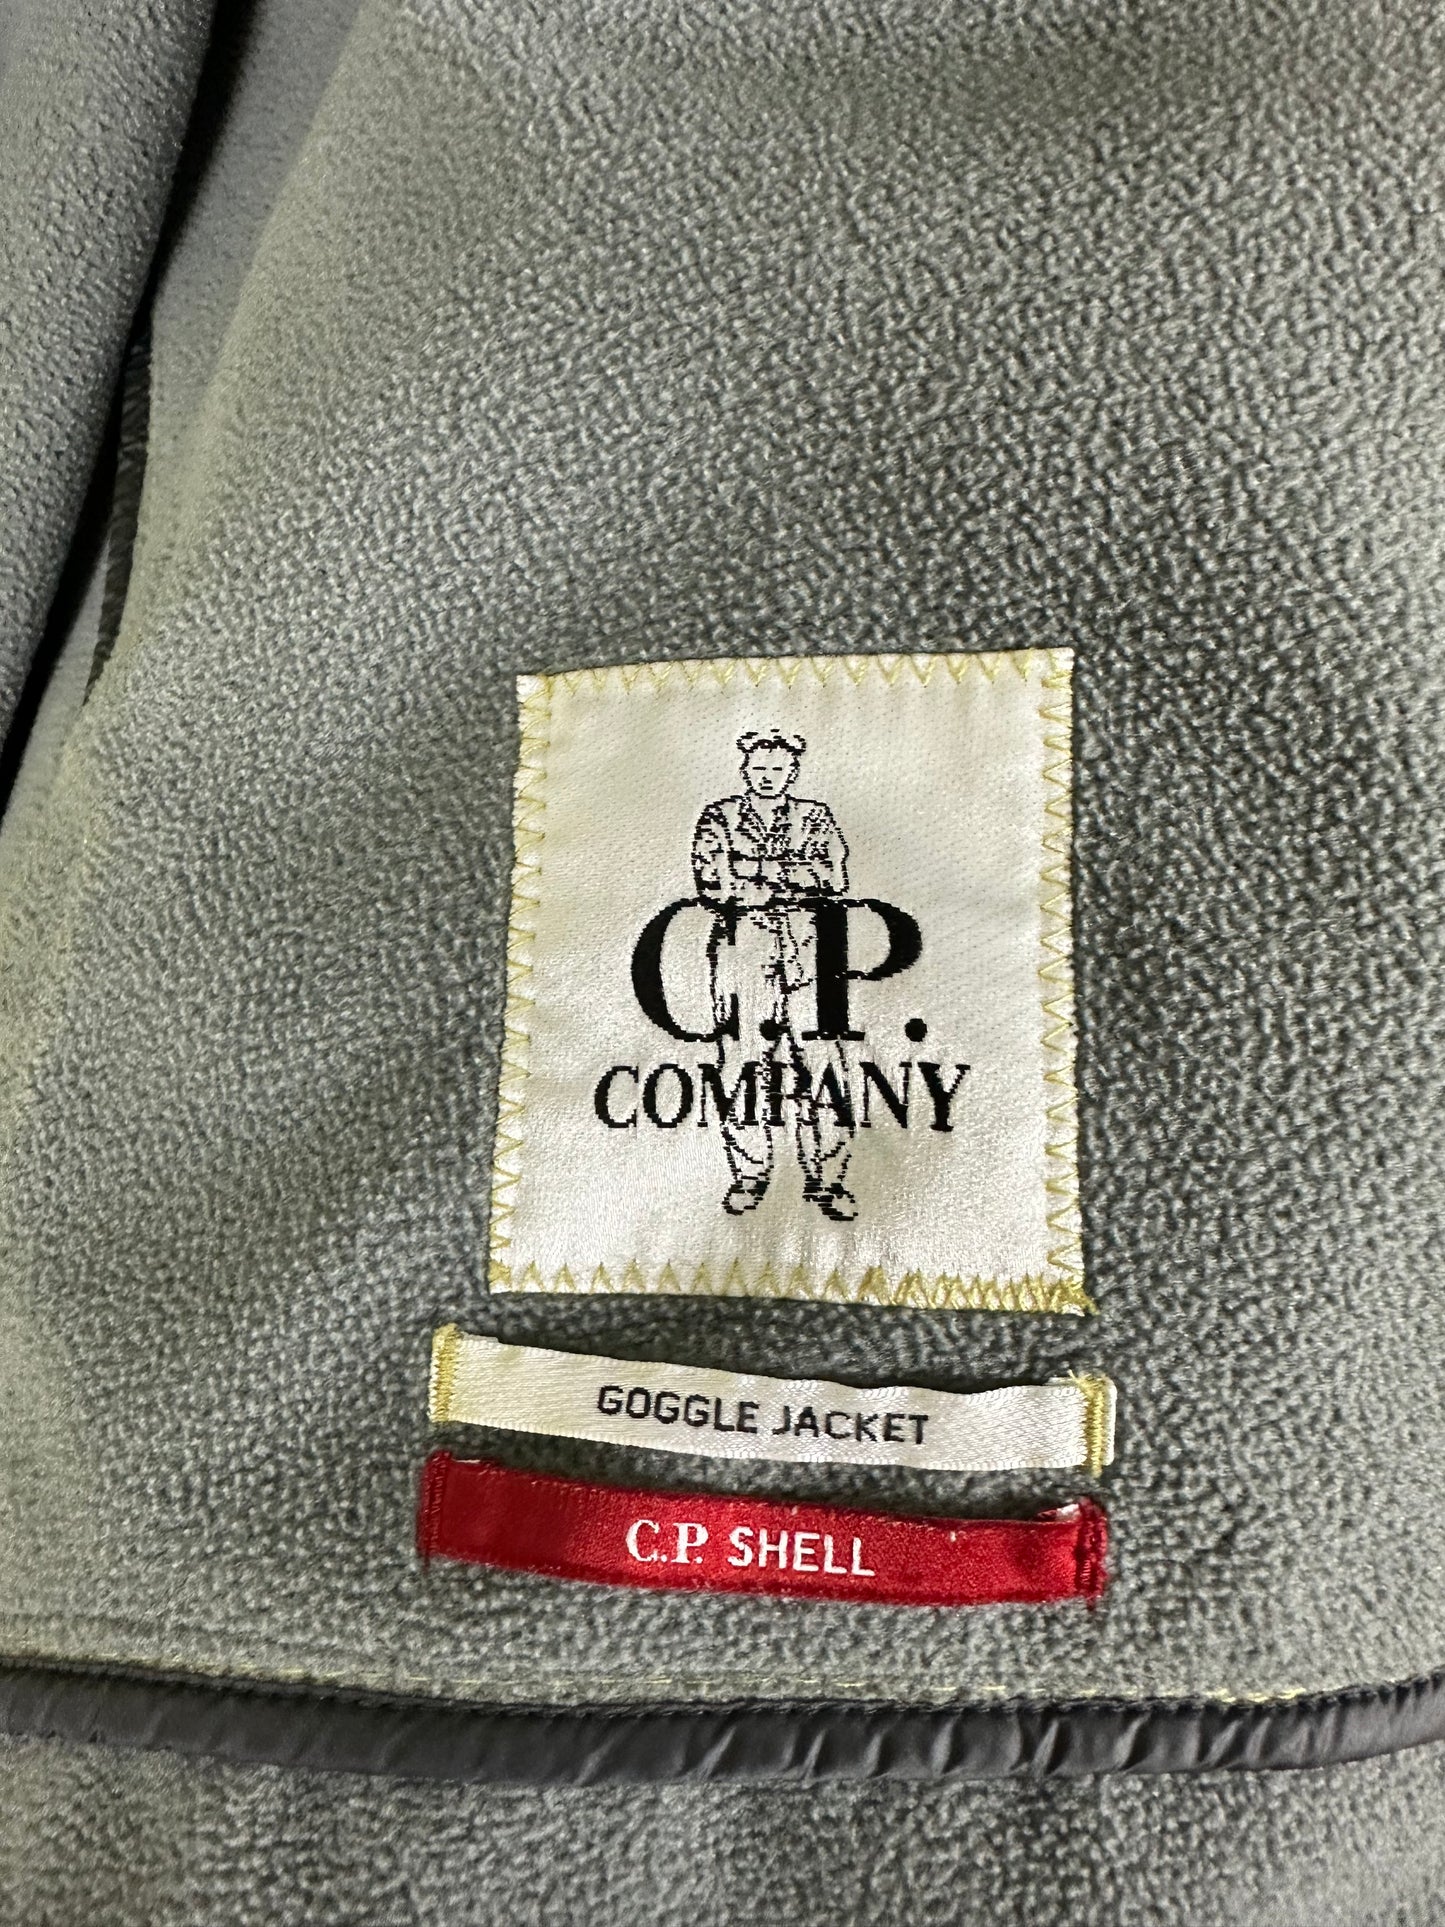 C.P.
COMPANY
GOGGLE JACKET
C.P. SHELL